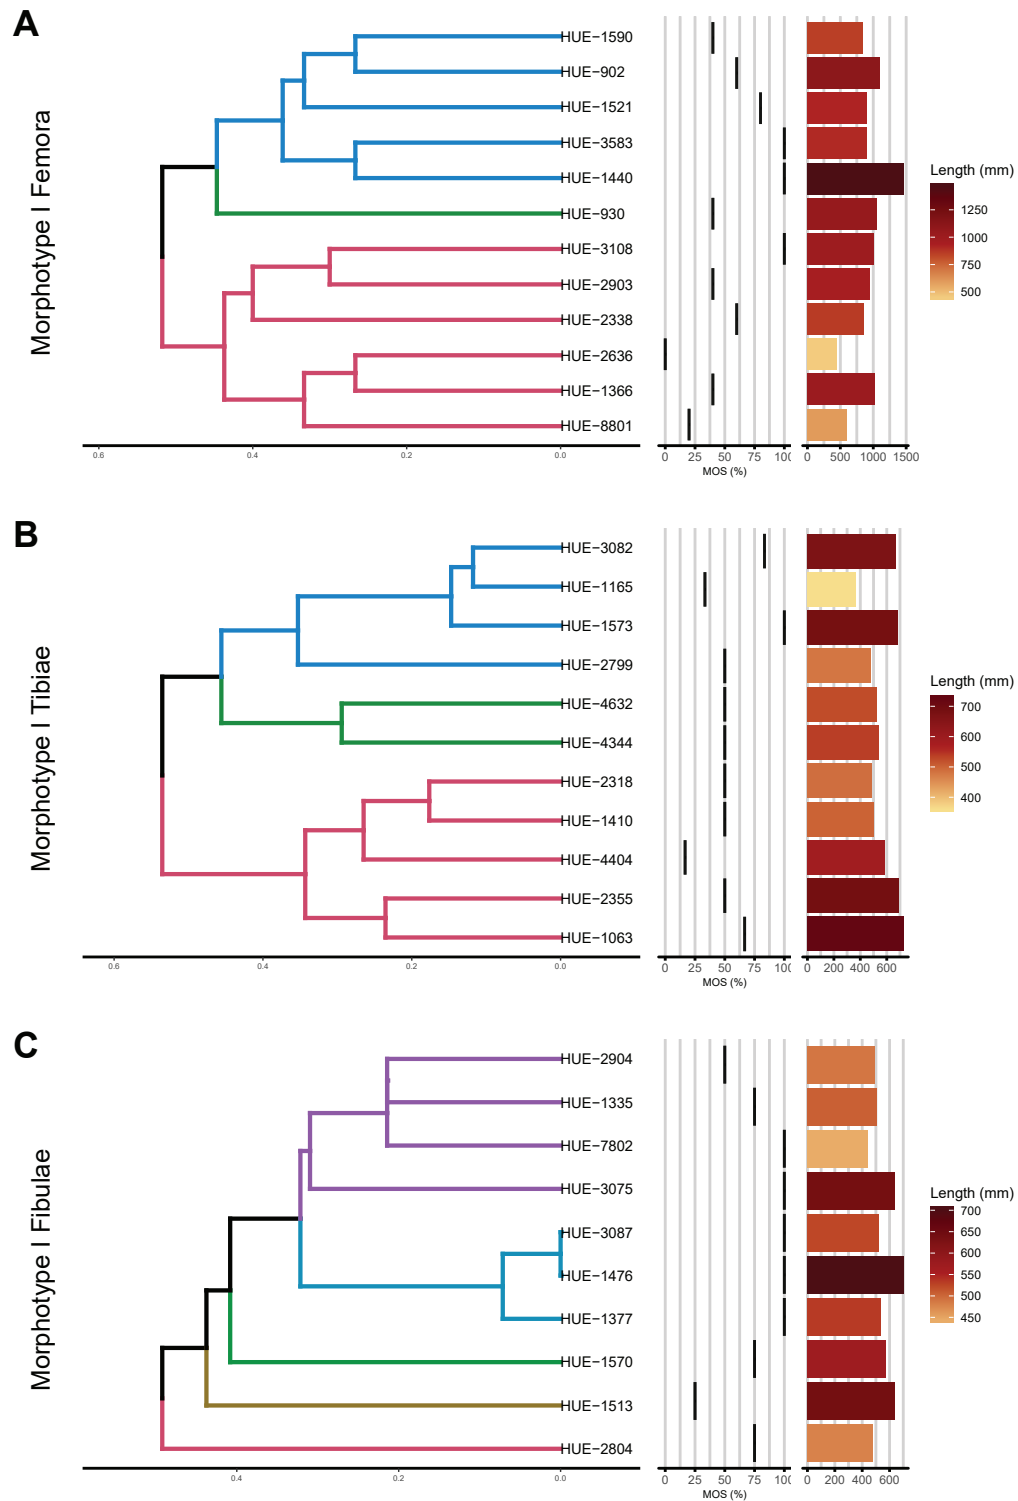 A
Morphotype I Femora
HUE−1590
HUE−902
HUE−1521
HUE−3583
HUE−1440
HUE−930
HUE−3108
HUE−2903
HUE−2338
HUE−2636
HUE−1366
HUE−8801
0.6 0.4 0.2 0.0
0 25 50 75 100
MOS (%)
0 500 1000 1500
Length (mm)
1250
1000
750
500
B
Morphotype I Tibiae
HUE−3082
HUE−1165
HUE−1573
HUE−2799
HUE−4632
HUE−4344
HUE−2318
HUE−1410
HUE−4404
HUE−2355
HUE−1063
0.6 0.4 0.2 0.0
0 25 50 75 100
MOS (%)
0 200 400 600
Length (mm)
700
600
500
400
C
Morphotype I Fibulae
HUE−2904
HUE−1335
HUE−7802
HUE−3075
HUE−3087
HUE−1476
HUE−1377
HUE−1570
HUE−1513
HUE−2804
0.4 0.2 0.0
0 25 50 75 100
MOS (%)
0 200 400 600
Length (mm)
700
650
600
550
500
450